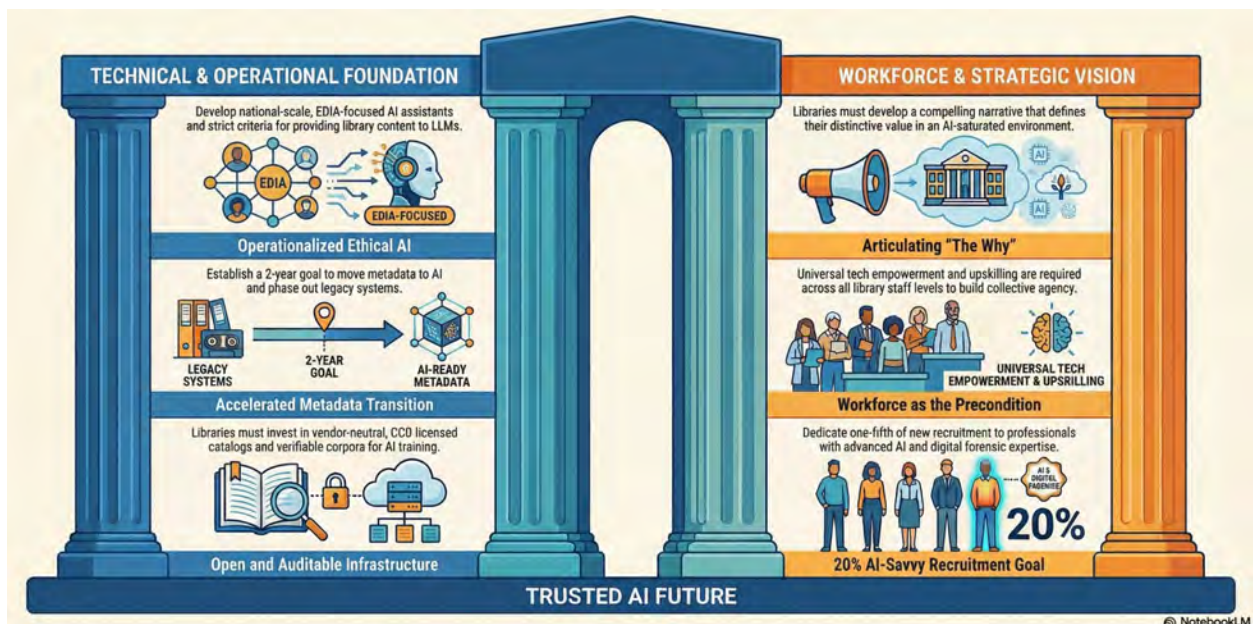 TECHNICAL & OPERATIONAL FOUNDATION
Develop national-scale, EDIA-focused AI assistants
and strict criteria for providing library content to LLMs.
EDIA
EDIA-FOCUSED
Operationalized Ethical AI
Establish a 2-year goal to move metadata to AI
and phase out legacy systems.
LEGACY
SYSTEMS
2-YEAR
GOAL
AI-READY
METADATA
Accelerated Metadata Transition
Libraries must invest in vendor-neutral, CC0 licensed
catalogs and verifiable corpora for AI training.
Open and Auditable Infrastructure
WORKFORCE & STRATEGIC VISION
Libraries must develop a compelling narrative that defines
their distinctive value in an AI-saturated environment.
AI
AI
Articulating "The Why"
Universal tech empowerment and upskilling are required
across all library staff levels to build collective agency.
UNIVERSAL TECH
EMPOWERMENT & UPSRILLING
Workforce as the Precondition
Dedicate one-fifth of new recruitment to professionals
with advanced AI and digital forensic expertise.
20%
20% AI-Savvy Recruitment Goal
TRUSTED AI FUTURE
NotebookLM